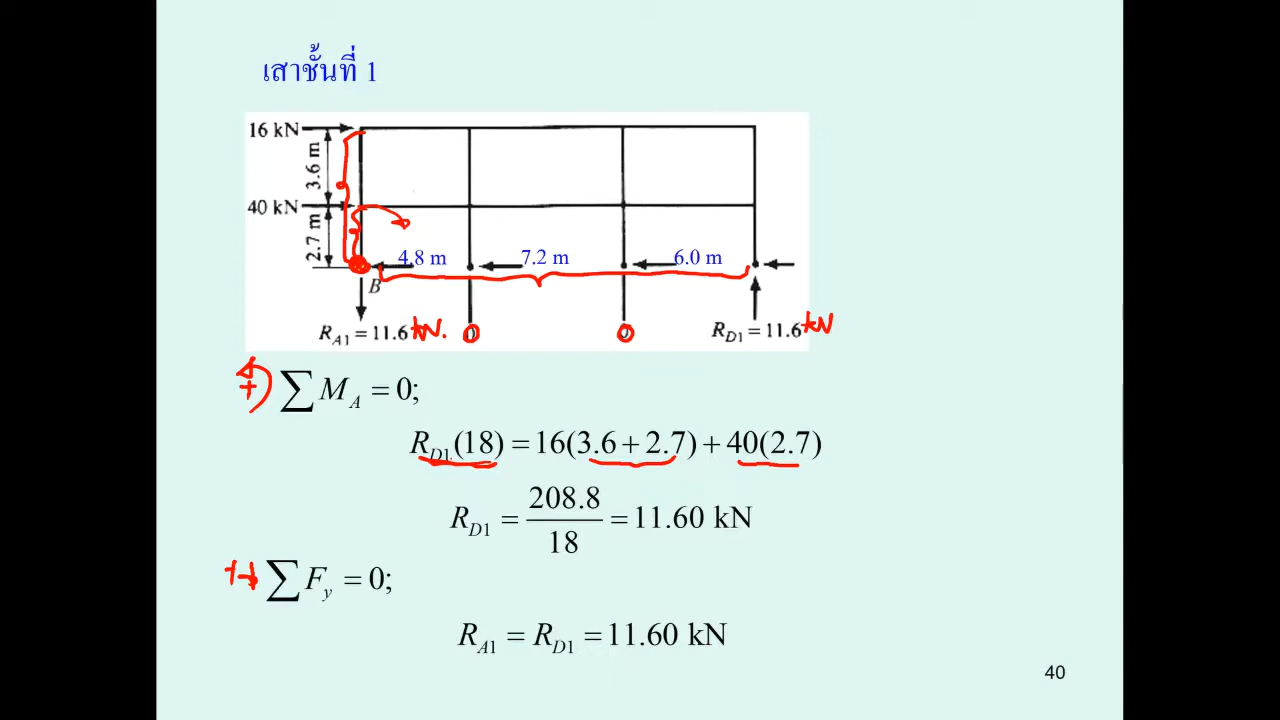 เสาชั้นที่ 1
16 kN
3.6 m
40 kN
2.7 m
4.8 m 7.2 m 6.0 m
B
R_A1 = 11.6 kN. 0 0 R_D1 = 11.6 kN
+ ∑ M_A = 0;
R_D1(18) = 16(3.6 + 2.7) + 40(2.7)
R_D1 = 208.8 / 18 = 11.60 kN
+ ∑ F_y = 0;
R_A1 = R_D1 = 11.60 kN
40